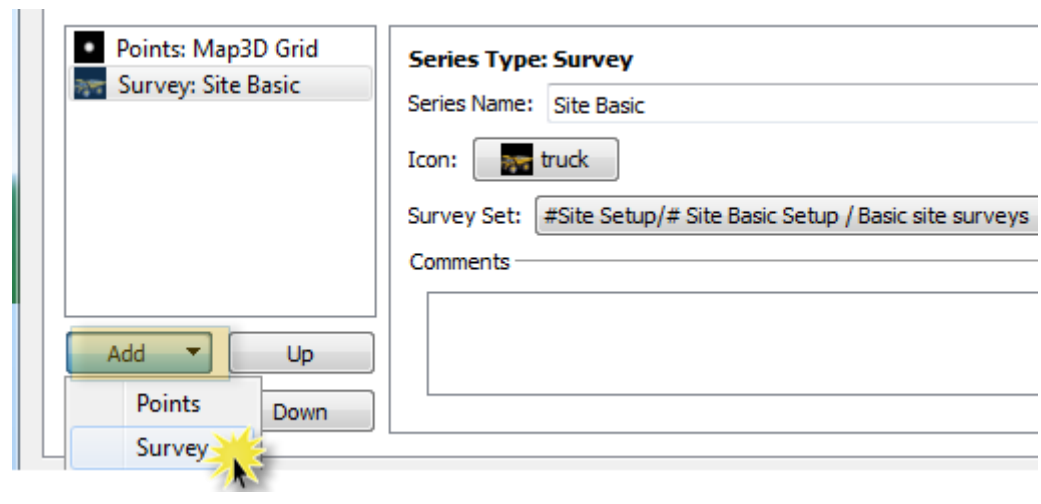 Points: Map3D Grid
Survey: Site Basic
Series Type: Survey
Series Name: Site Basic
Icon: truck
Survey Set: #Site Setup/# Site Basic Setup / Basic site surveys
Comments
Add Up
Points
Down
Survey